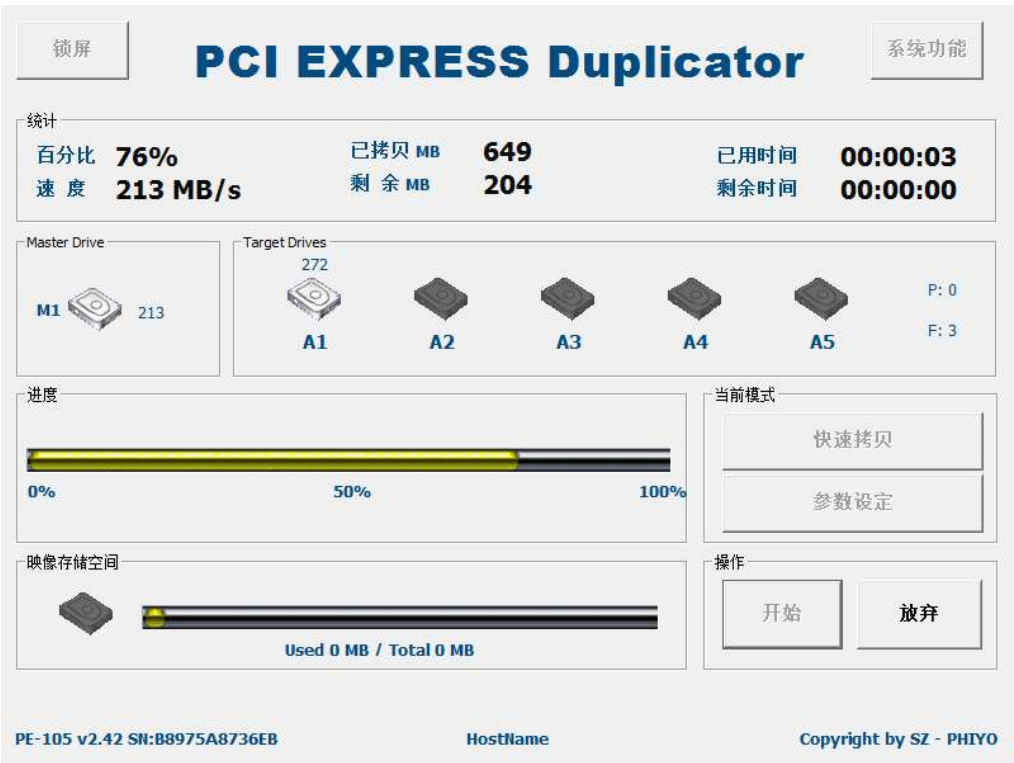 锁屏
PCI EXPRESS Duplicator
系统功能
统计
百分比 76% 已拷贝 MB 649 已用时间 00:00:03
速 度 213 MB/s 剩 余 MB 204 剩余时间 00:00:00
Master Drive
M1 213
Target Drives
272
A1 A2 A3 A4 A5
P: 0
F: 3
进度
0% 50% 100%
当前模式
快速拷贝
参数设定
映像存储空间
Used 0 MB / Total 0 MB
操作
开始 放弃
PE-105 v2.42 SN:B8975A8736EB HostName Copyright by SZ - PHIYO